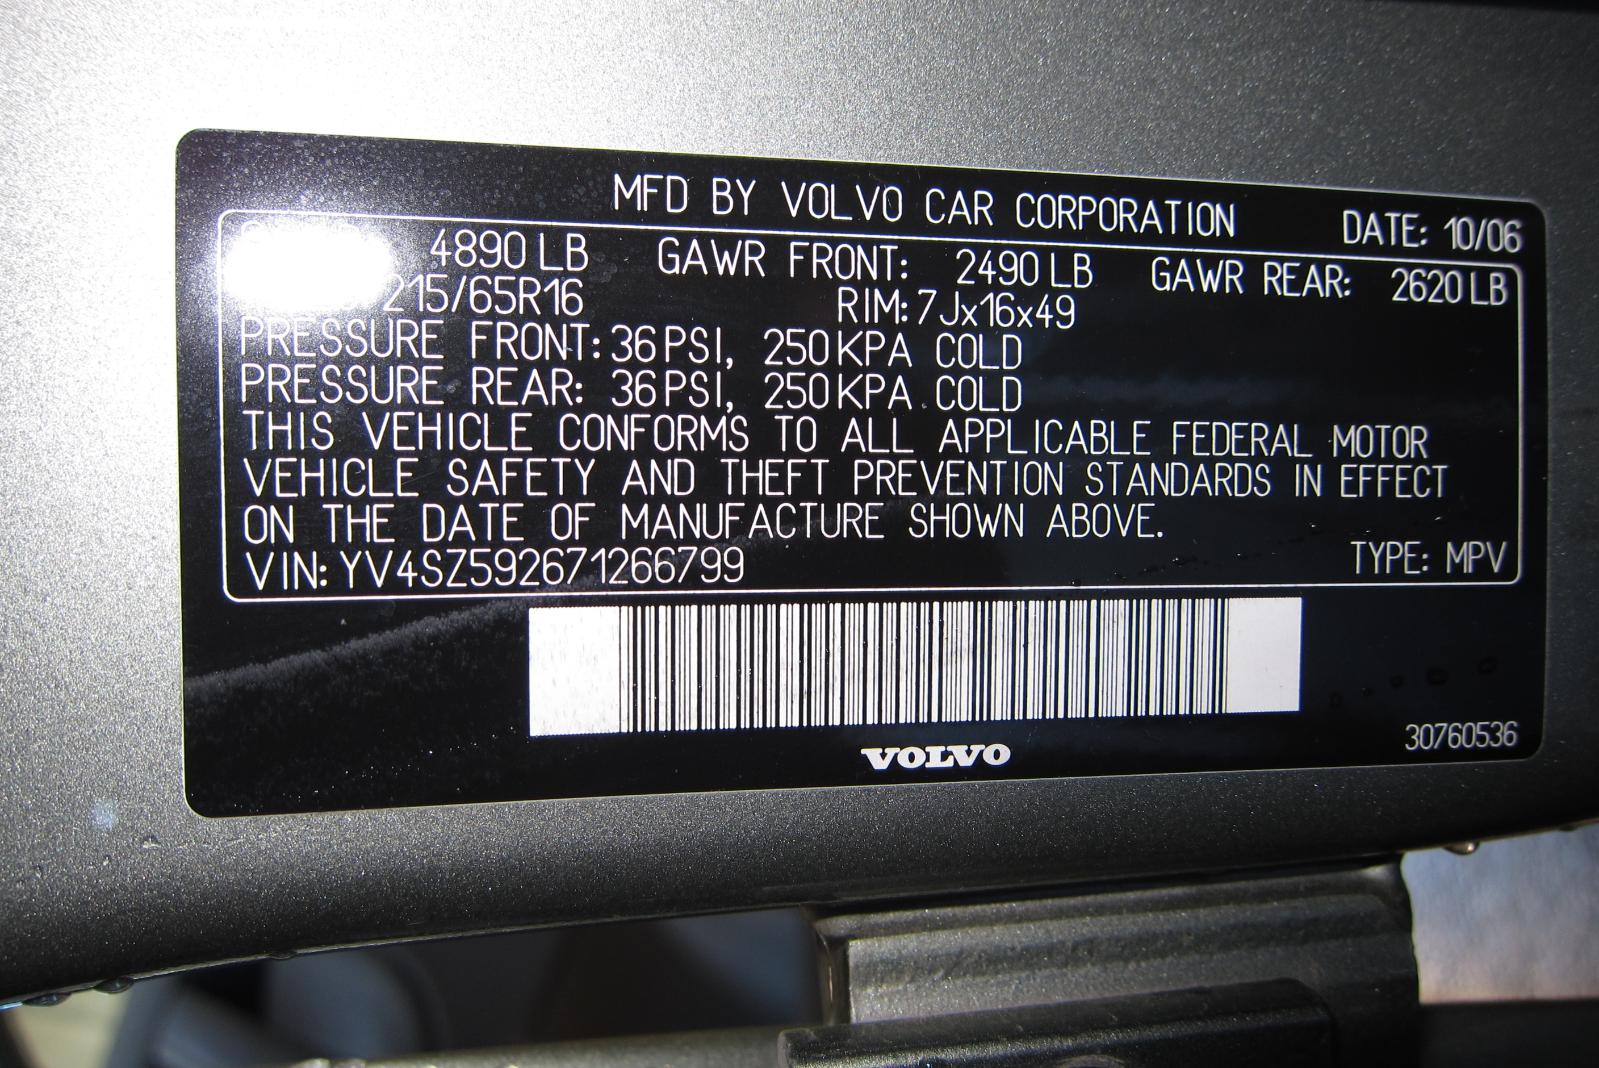 MFD BY VOLVO CAR CORPORATION DATE: 10/06
4890 LB GAWR FRONT: 2490 LB GAWR REAR: 2620 LB
215/65R16 RIM: 7Jx16x49
PRESSURE FRONT: 36 PSI, 250 KPA COLD
PRESSURE REAR: 36 PSI, 250 KPA COLD
THIS VEHICLE CONFORMS TO ALL APPLICABLE FEDERAL MOTOR
VEHICLE SAFETY AND THEFT PREVENTION STANDARDS IN EFFECT
ON THE DATE OF MANUFACTURE SHOWN ABOVE.
VIN: YV4SZ592671266799 TYPE: MPV
VOLVO
30760536